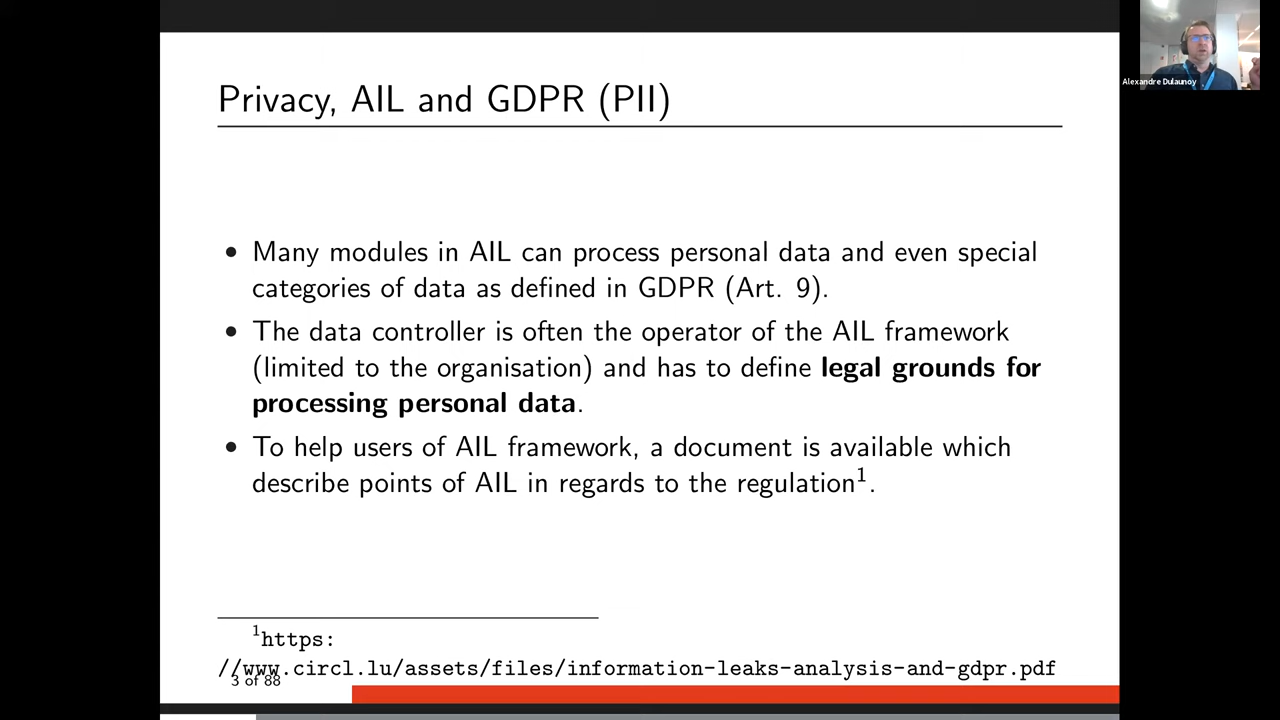 Privacy, AIL and GDPR (PII)
• Many modules in AIL can process personal data and even special
categories of data as defined in GDPR (Art. 9).
• The data controller is often the operator of the AIL framework
(limited to the organisation) and has to define legal grounds for
processing personal data.
• To help users of AIL framework, a document is available which
describe points of AIL in regards to the regulation1.
1https:
//www.circl.lu/assets/files/information-leaks-analysis-and-gdpr.pdf
3 of 88
Alexandre Dulaunoy